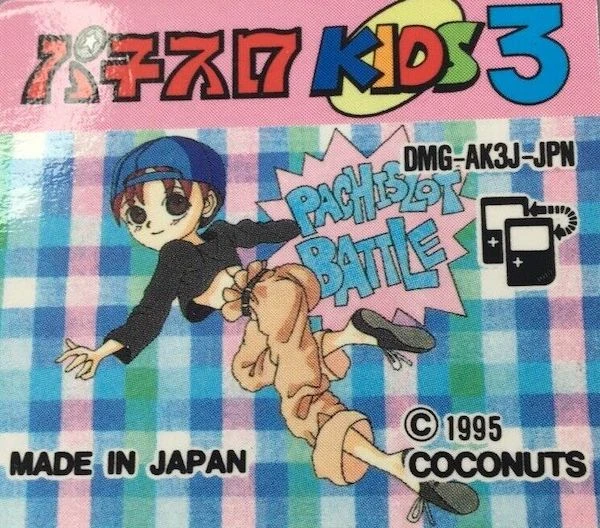 パチスロ KIDS 3
DMG-AK3J-JPN
PACHISLOT
BATTLE
© 1995
MADE IN JAPAN
COCONUTS